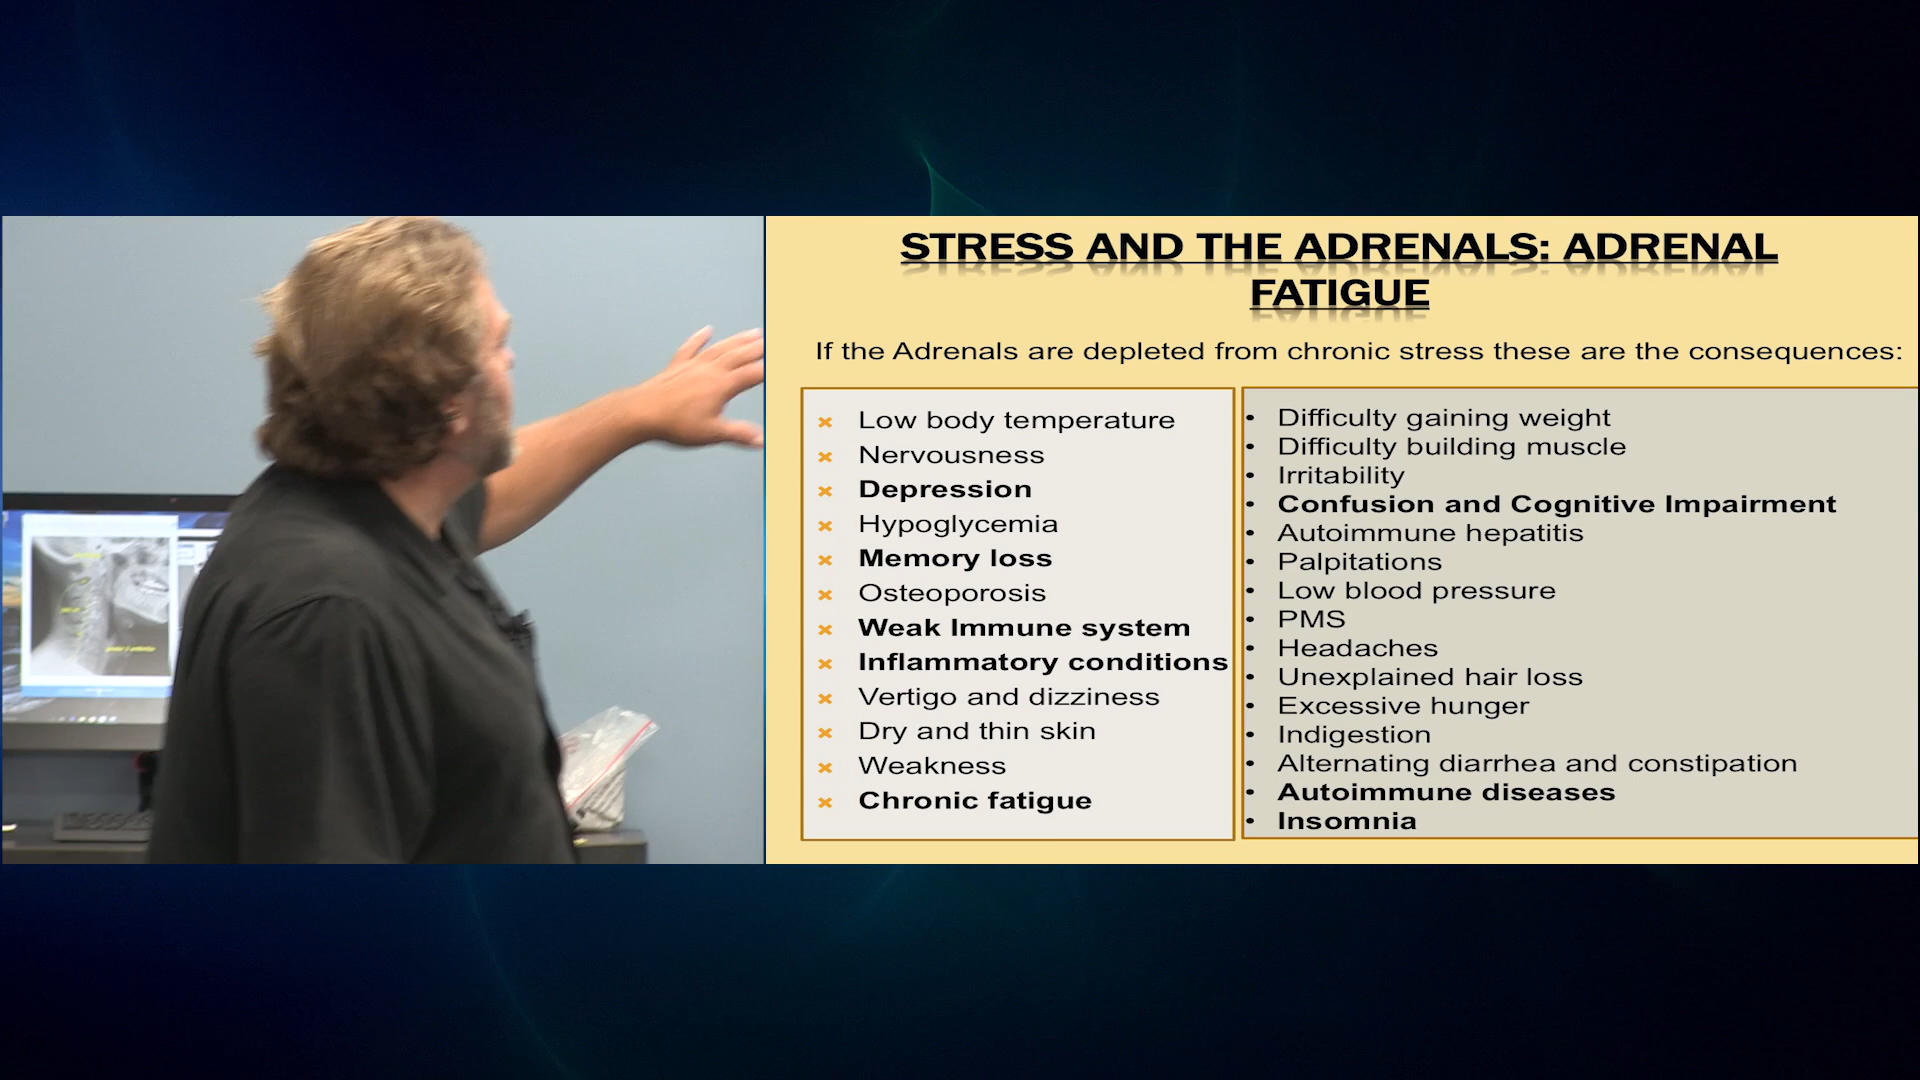 STRESS AND THE ADRENALS: ADRENAL
FATIGUE
If the Adrenals are depleted from chronic stress these are the consequences:
Low body temperature
Nervousness
Depression
Hypoglycemia
Memory loss
Osteoporosis
Weak Immune system
Inflammatory conditions
Vertigo and dizziness
Dry and thin skin
Weakness
Chronic fatigue
Difficulty gaining weight
Difficulty building muscle
Irritability
Confusion and Cognitive Impairment
Autoimmune hepatitis
Palpitations
Low blood pressure
PMS
Headaches
Unexplained hair loss
Excessive hunger
Indigestion
Alternating diarrhea and constipation
Autoimmune diseases
Insomnia